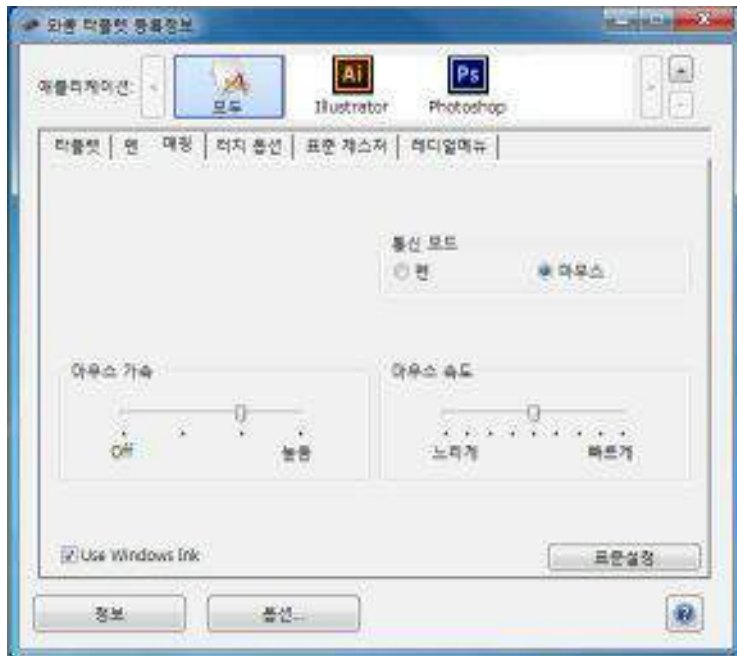 와콤 타블렛 등록정보
애플리케이션:
<
모두
Ai
Illustrator
Ps
Photoshop
>
+
-
타블렛 | 펜 | 매핑 | 터치 옵션 | 표준 제스처 | 레디얼메뉴
통신 모드
펜 마우스
마우스 가속
Off 높음
마우스 속도
느리게 빠르게
Use Windows Ink
표준설정
정보 옵션...
?